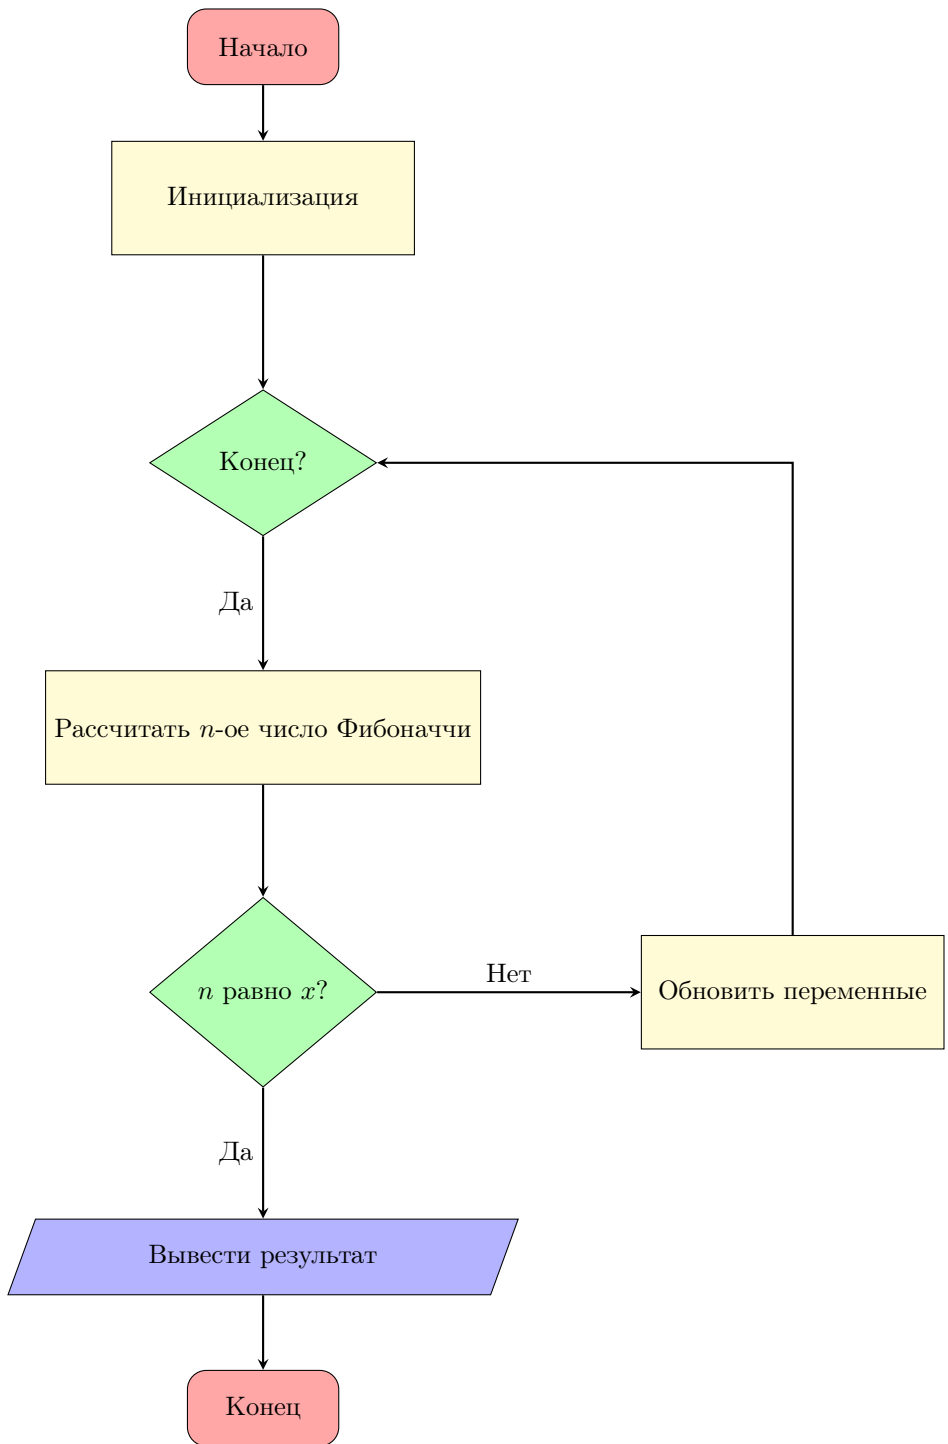 Начало
Инициализация
Конец?
Да
Рассчитать n-ое число Фибоначчи
n равно x?
Нет
Обновить переменные
Да
Вывести результат
Конец